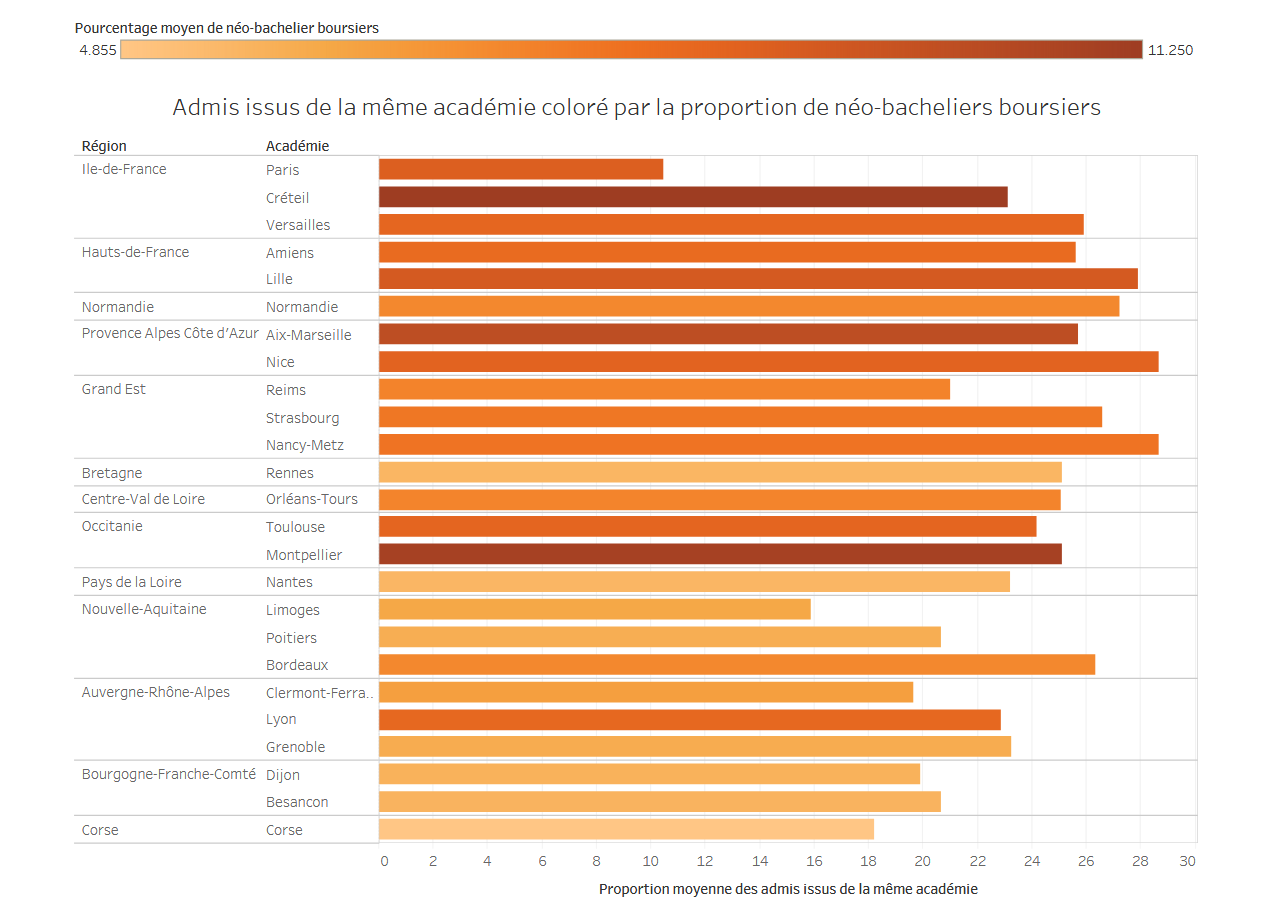 Pourcentage moyen de néo-bachelier boursiers
4.855 11.250
Admis issus de la même académie coloré par la proportion de néo-bacheliers boursiers
Région Académie
Ile-de-France Paris
Créteil
Versailles
Hauts-de-France Amiens
Lille
Normandie Normandie
Provence Alpes Côte d'Azur Aix-Marseille
Nice
Grand Est Reims
Strasbourg
Nancy-Metz
Bretagne Rennes
Centre-Val de Loire Orléans-Tours
Occitanie Toulouse
Montpellier
Pays de la Loire Nantes
Nouvelle-Aquitaine Limoges
Poitiers
Bordeaux
Auvergne-Rhône-Alpes Clermont-Ferra..
Lyon
Grenoble
Bourgogne-Franche-Comté Dijon
Besancon
Corse Corse
0 2 4 6 8 10 12 14 16 18 20 22 24 26 28 30
Proportion moyenne des admis issus de la même académie